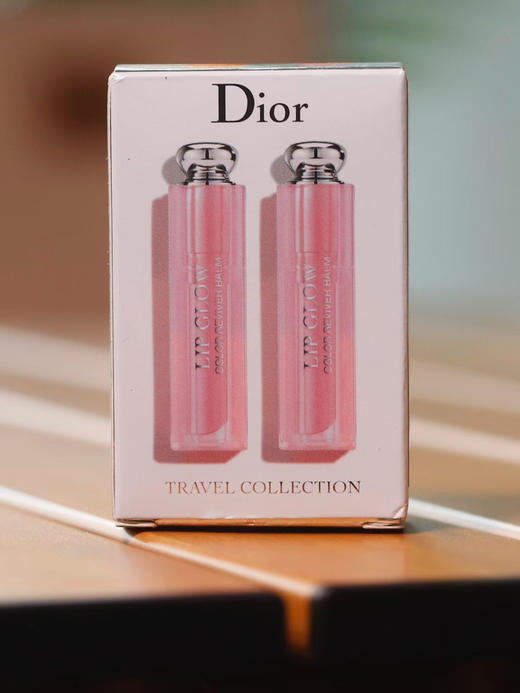 Dior
LIP GLOW
COLOR REVIVER BALM
LIP GLOW
COLOR REVIVER BALM
TRAVEL COLLECTION